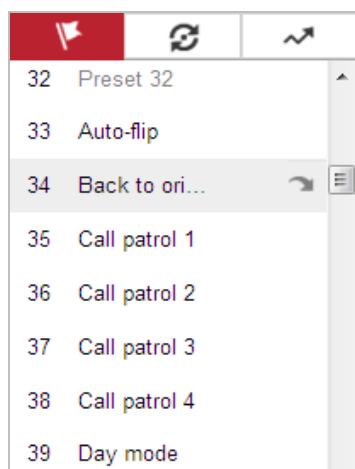 32 Preset 32
33 Auto-flip
34 Back to ori...
35 Call patrol 1
36 Call patrol 2
37 Call patrol 3
38 Call patrol 4
39 Day mode